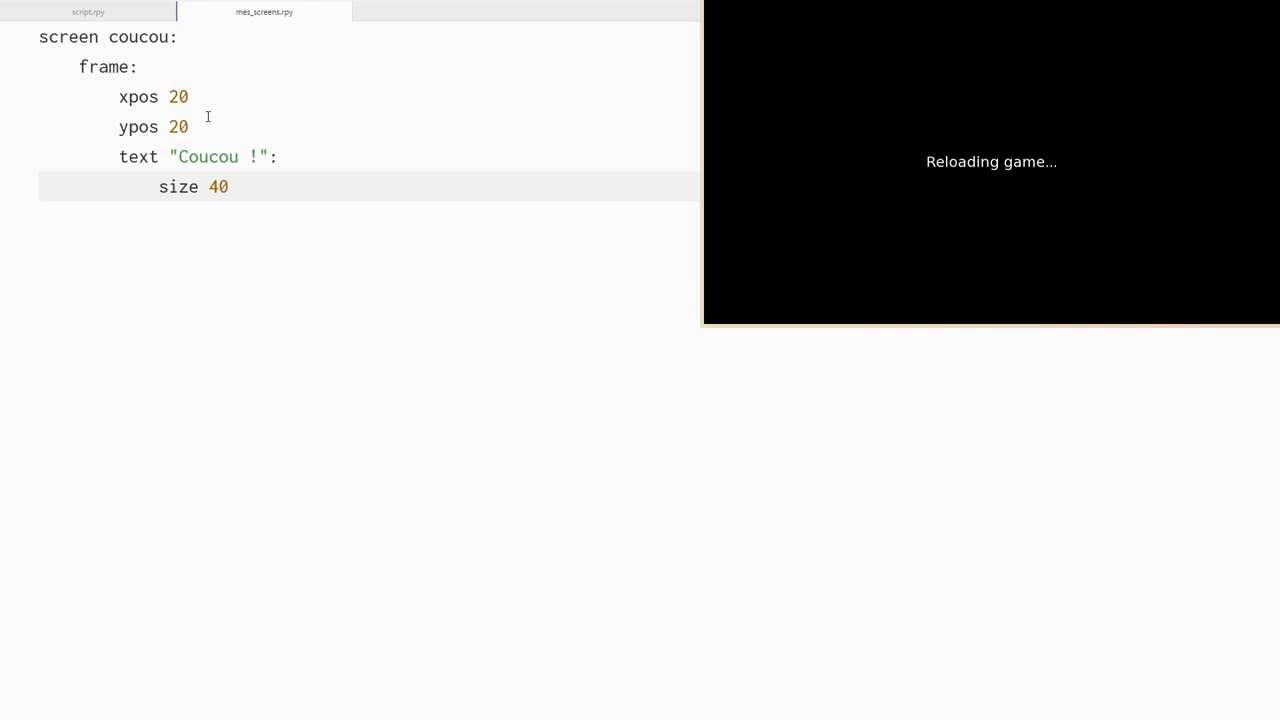 script.rpy
mes_screens.rpy
screen coucou:
frame:
xpos 20
ypos 20
text "Coucou !":
size 40
Reloading game...